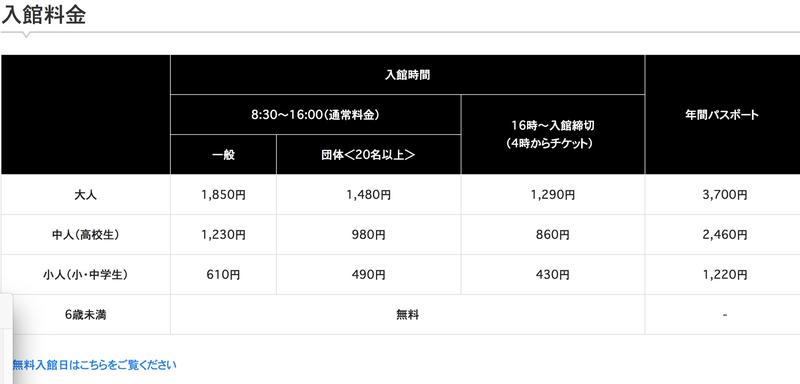 入館料金
入館時間
8:30～16:00（通常料金）
16時～入館締切
（4時からチケット）
年間パスポート
一般
団体＜20名以上＞
大人
1,850円
1,480円
1,290円
3,700円
中人（高校生）
1,230円
980円
860円
2,460円
小人（小・中学生）
610円
490円
430円
1,220円
6歳未満
無料
-
無料入館日はこちらをご覧ください